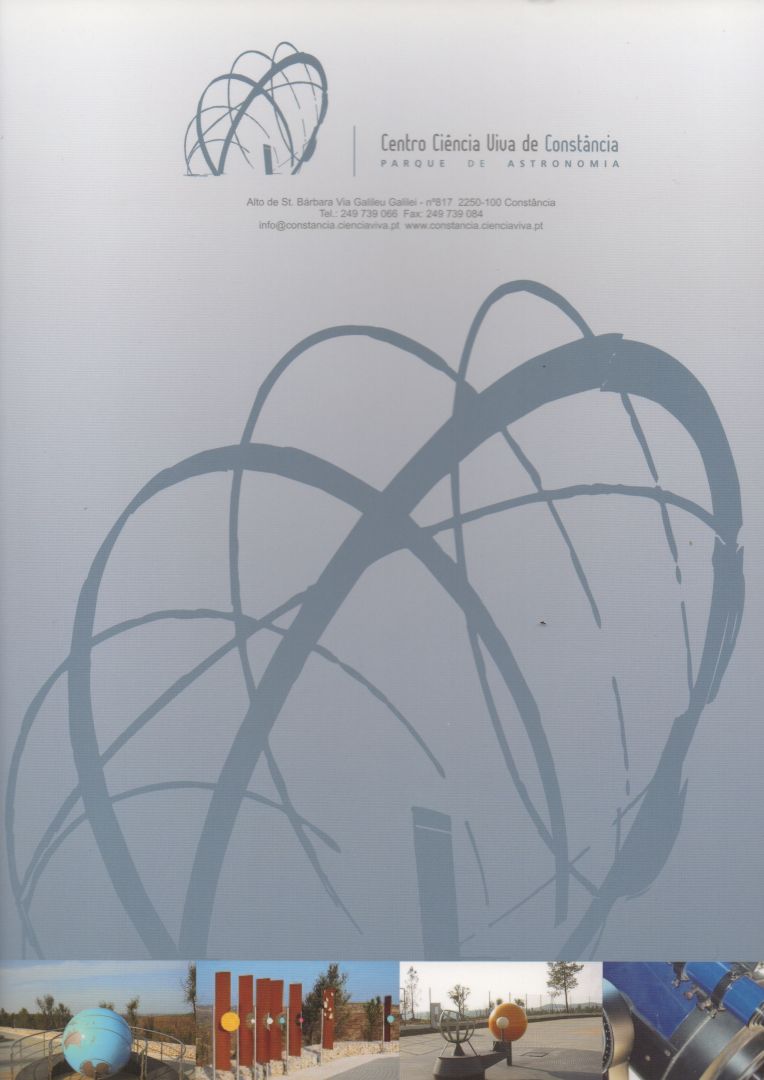 Centro Ciência Viva de Constância
PARQUE DE ASTRONOMIA
Alto de St. Bárbara Via Galileu Galilei - nº817 2250-100 Constância
Tel.: 249 739 066 Fax: 249 739 084
info@constancia.cienciaviva.pt www.constancia.cienciaviva.pt